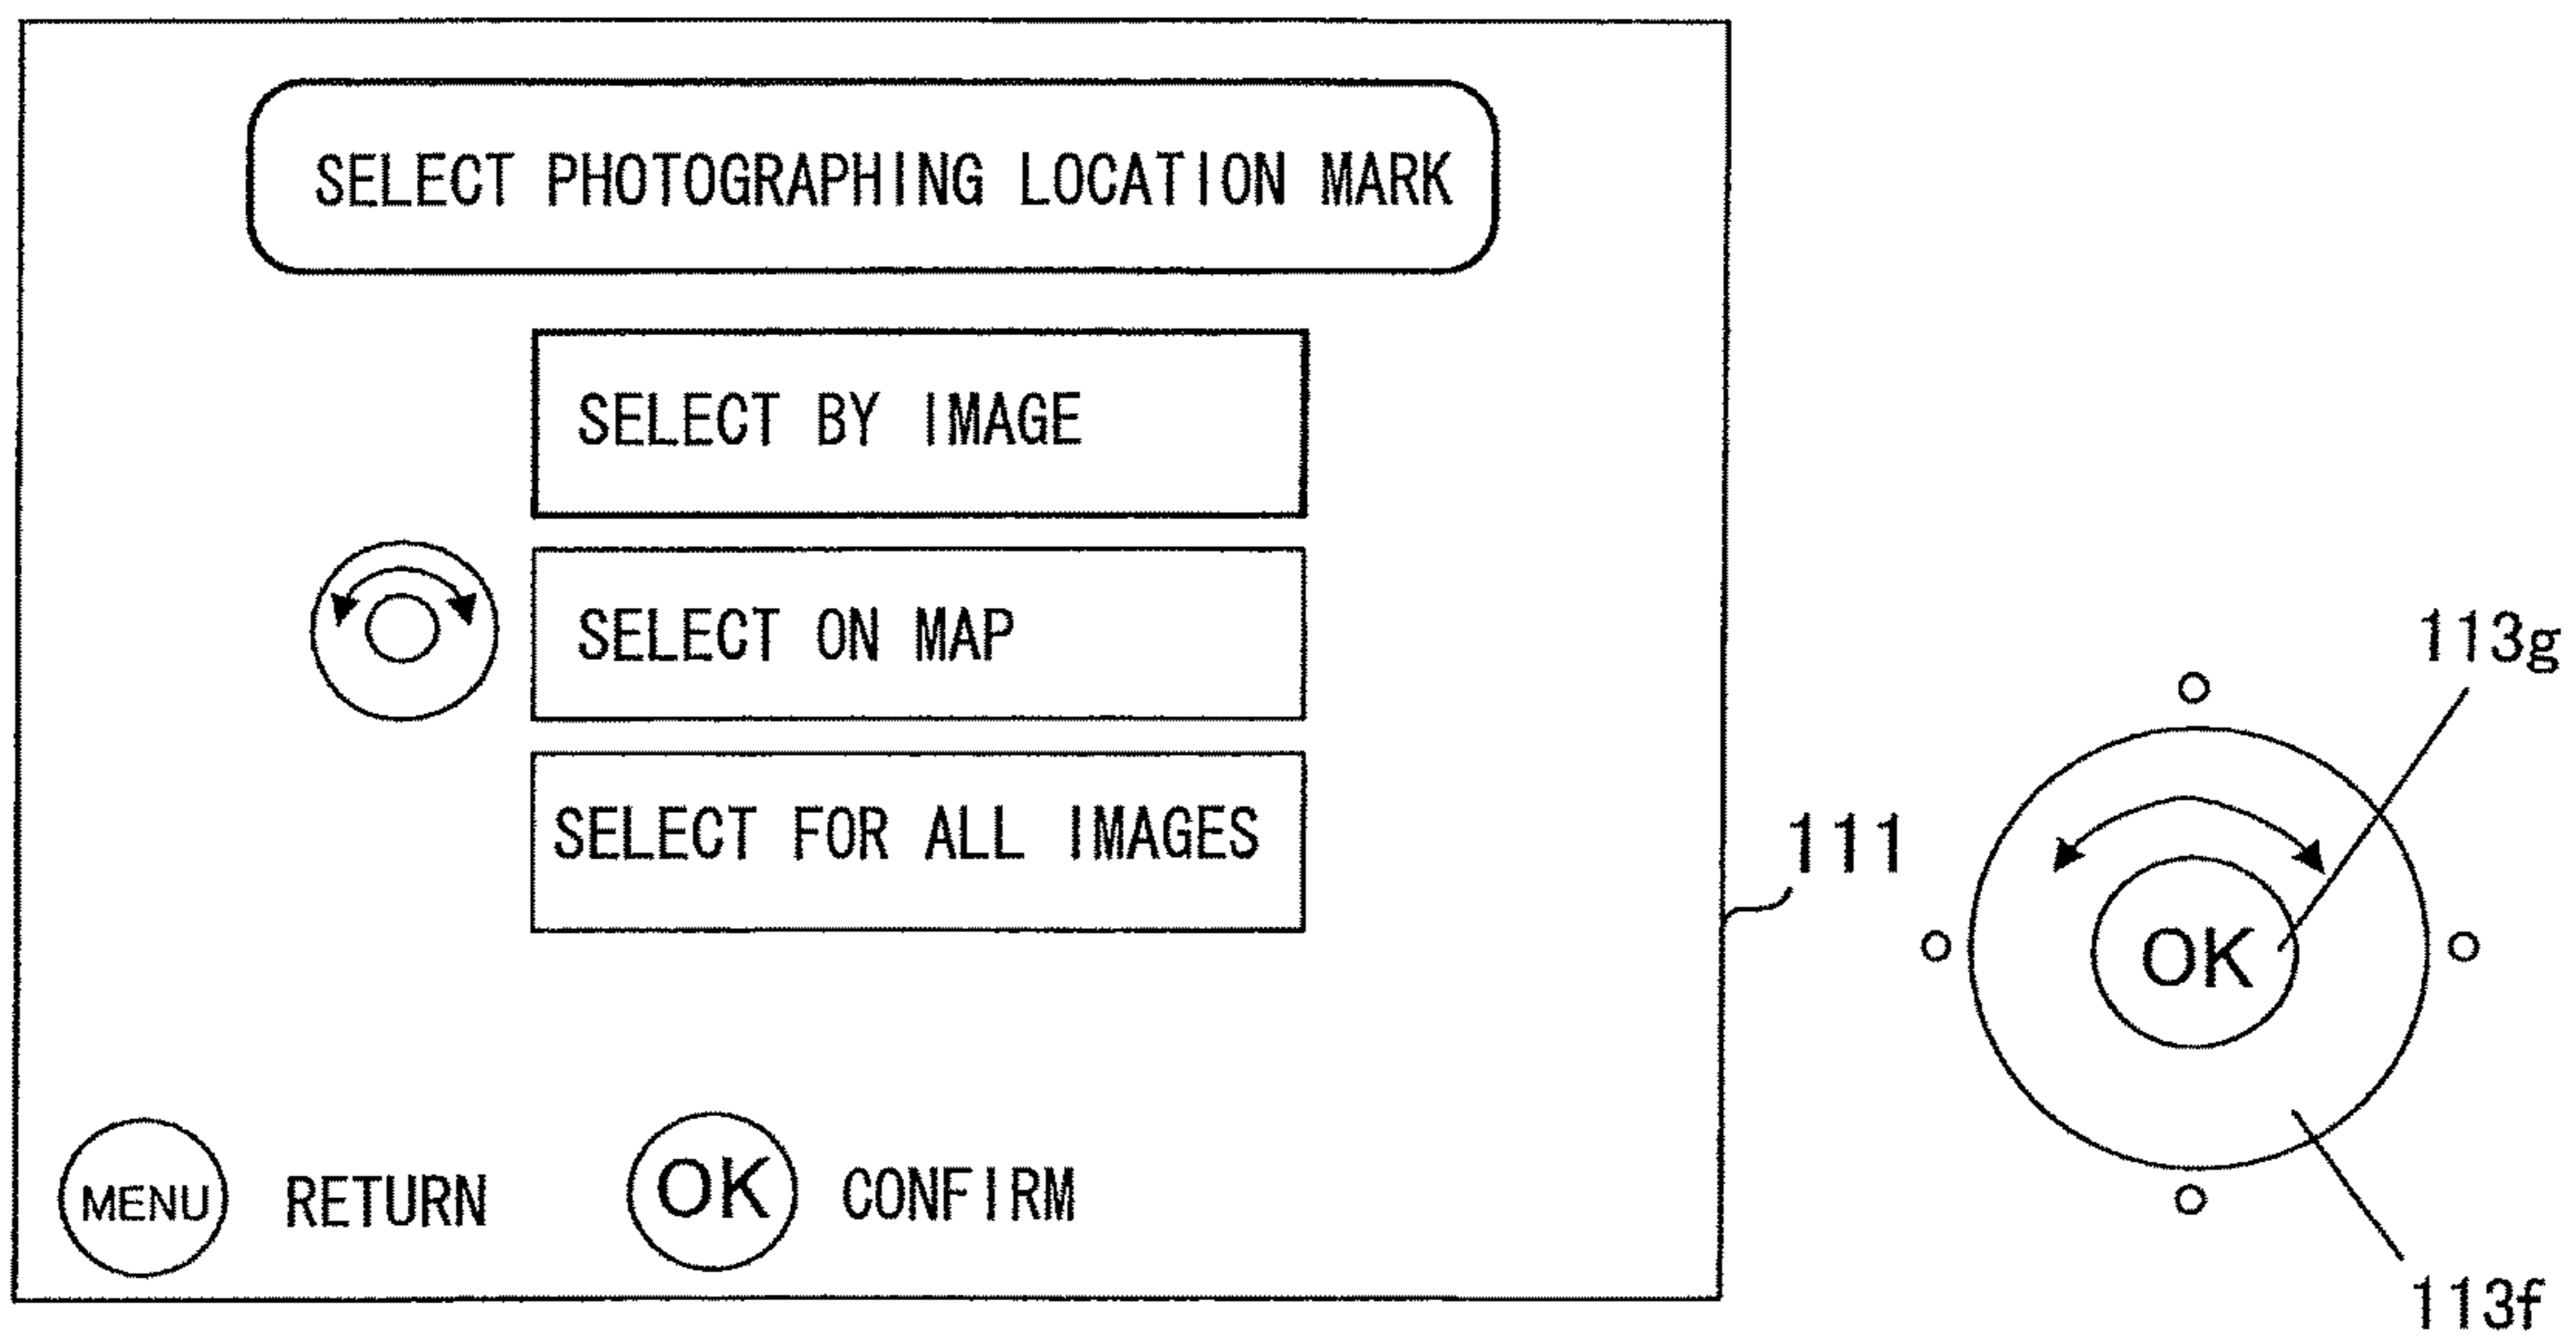 SELECT PHOTOGRAPHING LOCATION MARK
SELECT BY IMAGE
SELECT ON MAP
SELECT FOR ALL IMAGES
MENU RETURN OK CONFIRM
111
113g
OK
113f